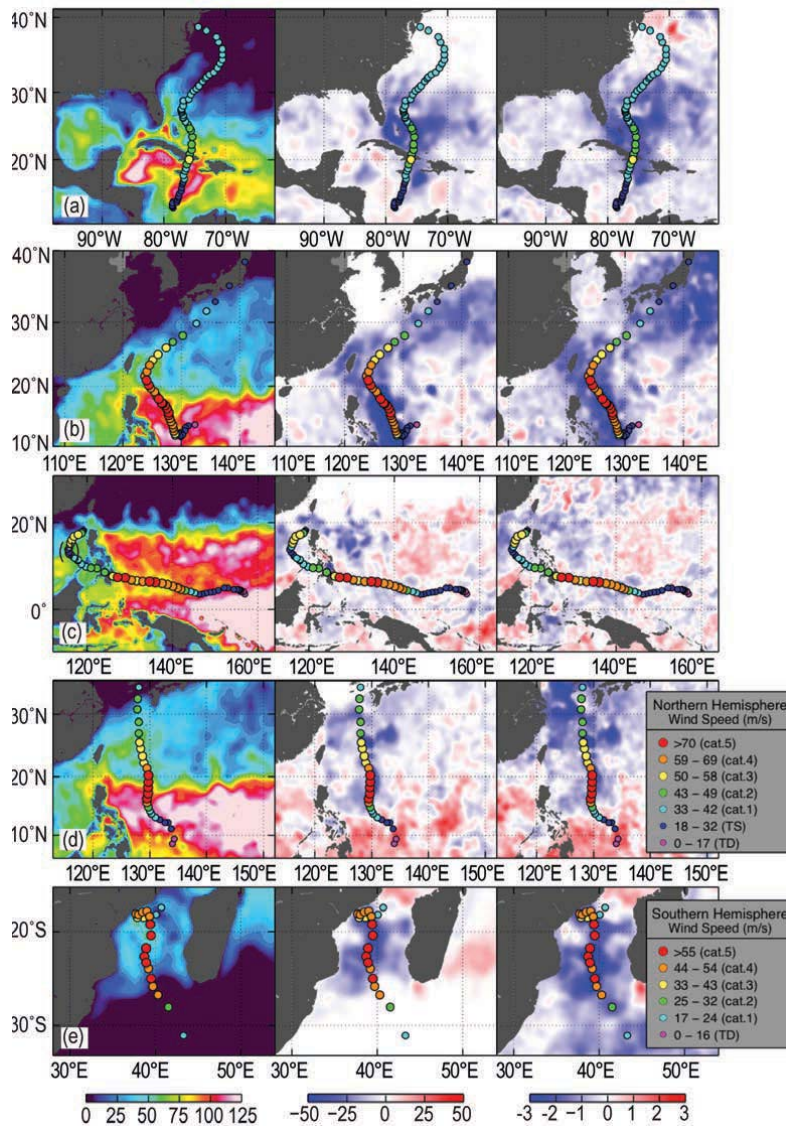 40°N
30°N
20°N
(a)
90°W 80°W 70°W 90°W 80°W 70°W 90°W 80°W 70°W
40°N
30°N
20°N
10°N
(b)
110°E 120°E 130°E 140°E 110°E 120°E 130°E 140°E 110°E 120°E 130°E 140°E
20°N
0°
(c)
120°E 140°E 160°E 120°E 140°E 160°E 120°E 140°E 160°E
30°N
20°N
10°N
(d)
120°E 130°E 140°E 150°E 120°E 130°E 140°E 150°E 120°E 130°E 140°E 150°E
Northern Hemisphere
Wind Speed (m/s)
>70 (cat.5)
59 – 69 (cat.4)
50 – 58 (cat.3)
43 – 49 (cat.2)
33 – 42 (cat.1)
18 – 32 (TS)
0 – 17 (TD)
20°S
30°S
(e)
30°E 40°E 50°E 30°E 40°E 50°E 30°E 40°E 50°E
Southern Hemisphere
Wind Speed (m/s)
>55 (cat.5)
44 – 54 (cat.4)
33 – 43 (cat.3)
25 – 32 (cat.2)
17 – 24 (cat.1)
0 – 16 (TD)
0 25 50 75 100 125
−50 −25 0 25 50
−3 −2 −1 0 1 2 3